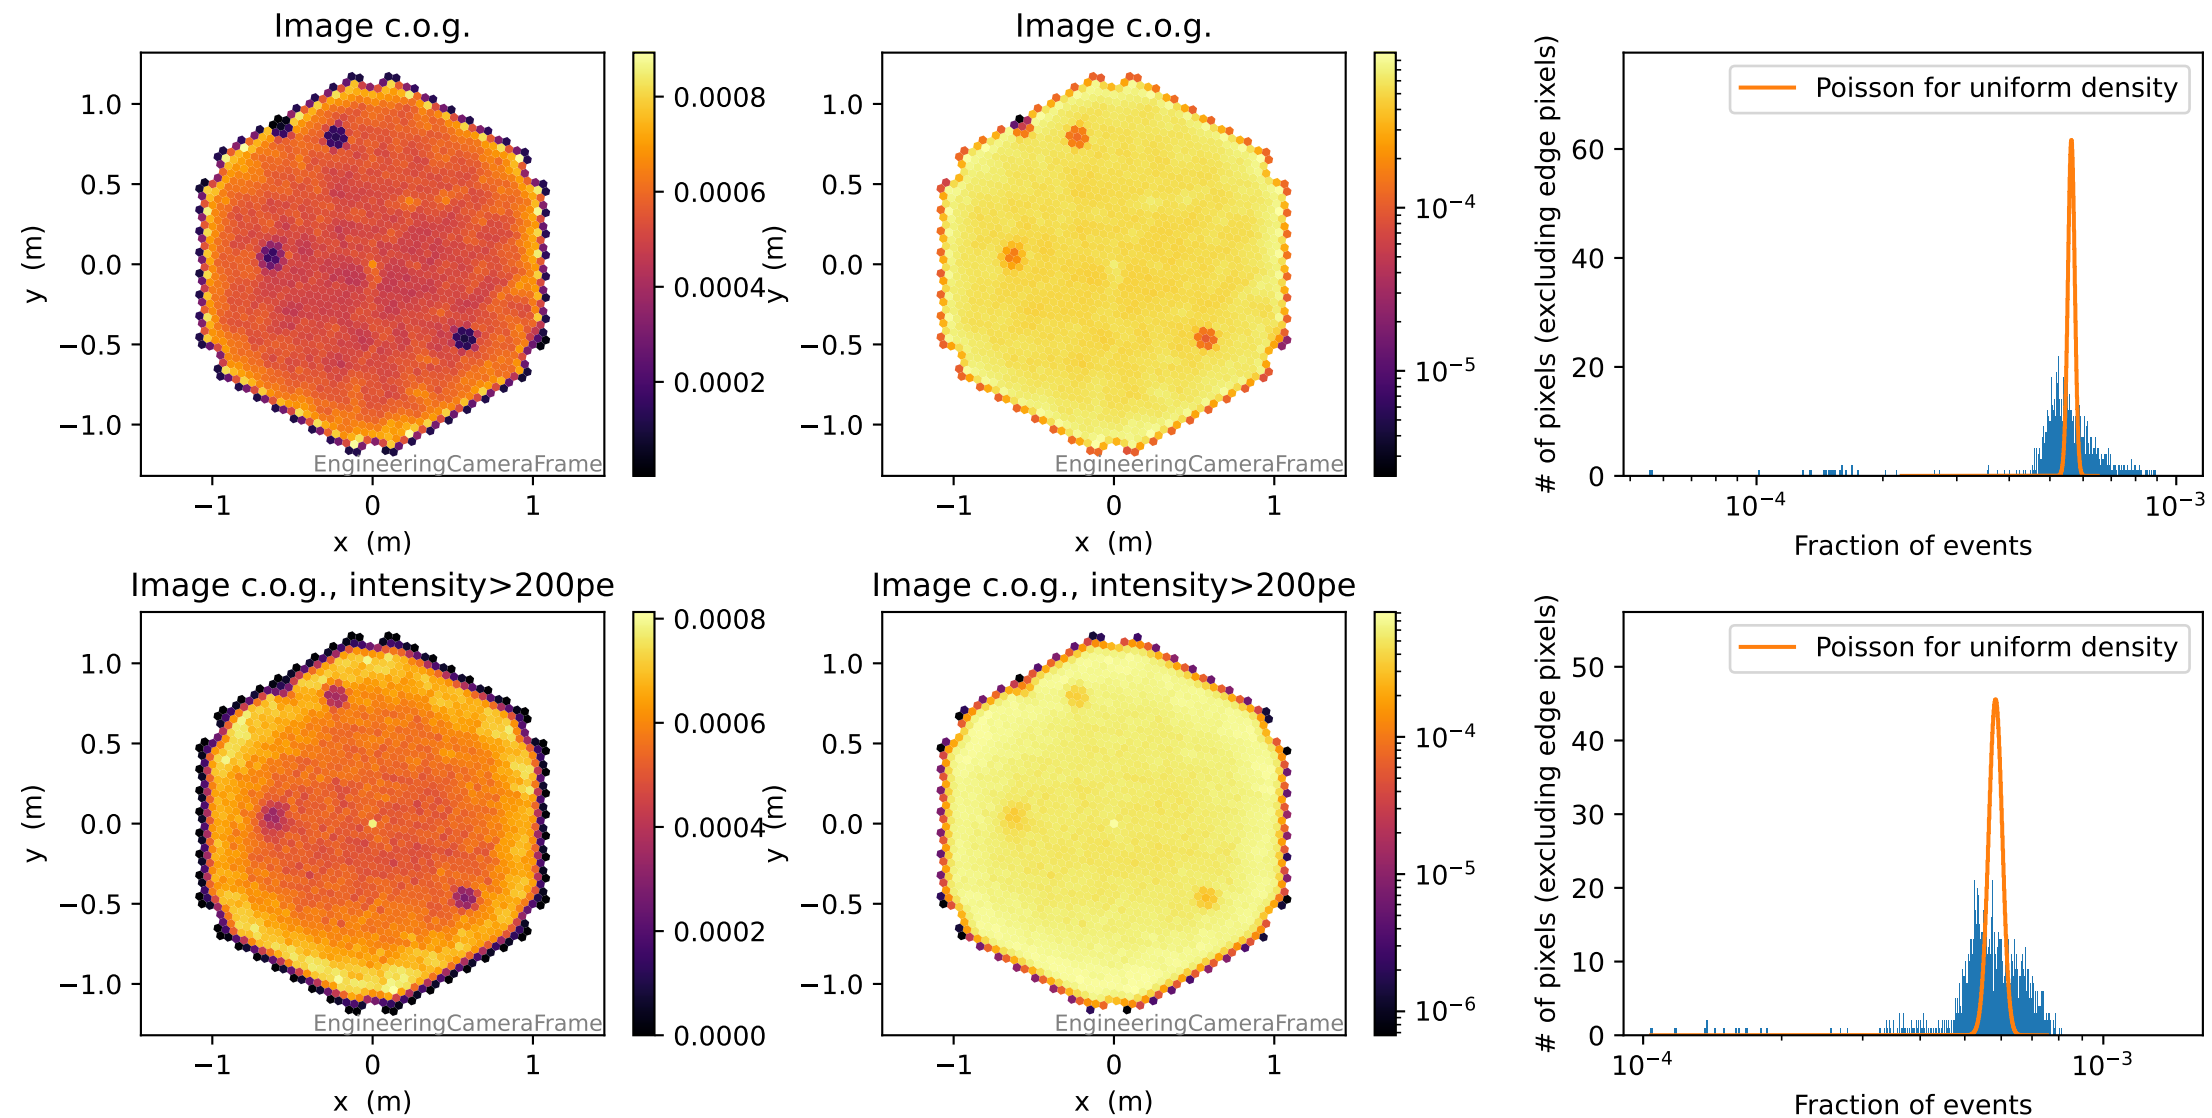 Image c.o.g.
y (m)
1.0
0.5
0.0
−0.5
−1.0
−1
0
1
x (m)
EngineeringCameraFrame
0.0008
0.0006
0.0004
0.0002
Image c.o.g.
y (m)
1.0
0.5
0.0
−0.5
−1.0
−1
0
1
x (m)
EngineeringCameraFrame
10⁻⁴
10⁻⁵
# of pixels (excluding edge pixels)
60
40
20
0
Poisson for uniform density
10⁻⁴
10⁻³
Fraction of events
Image c.o.g., intensity>200pe
y (m)
1.0
0.5
0.0
−0.5
−1.0
−1
0
1
x (m)
EngineeringCameraFrame
0.0008
0.0006
0.0004
0.0002
0.0000
Image c.o.g., intensity>200pe
y (m)
1.0
0.5
0.0
−0.5
−1.0
−1
0
1
x (m)
EngineeringCameraFrame
10⁻⁴
10⁻⁵
10⁻⁶
# of pixels (excluding edge pixels)
50
40
30
20
10
0
Poisson for uniform density
10⁻⁴
10⁻³
Fraction of events